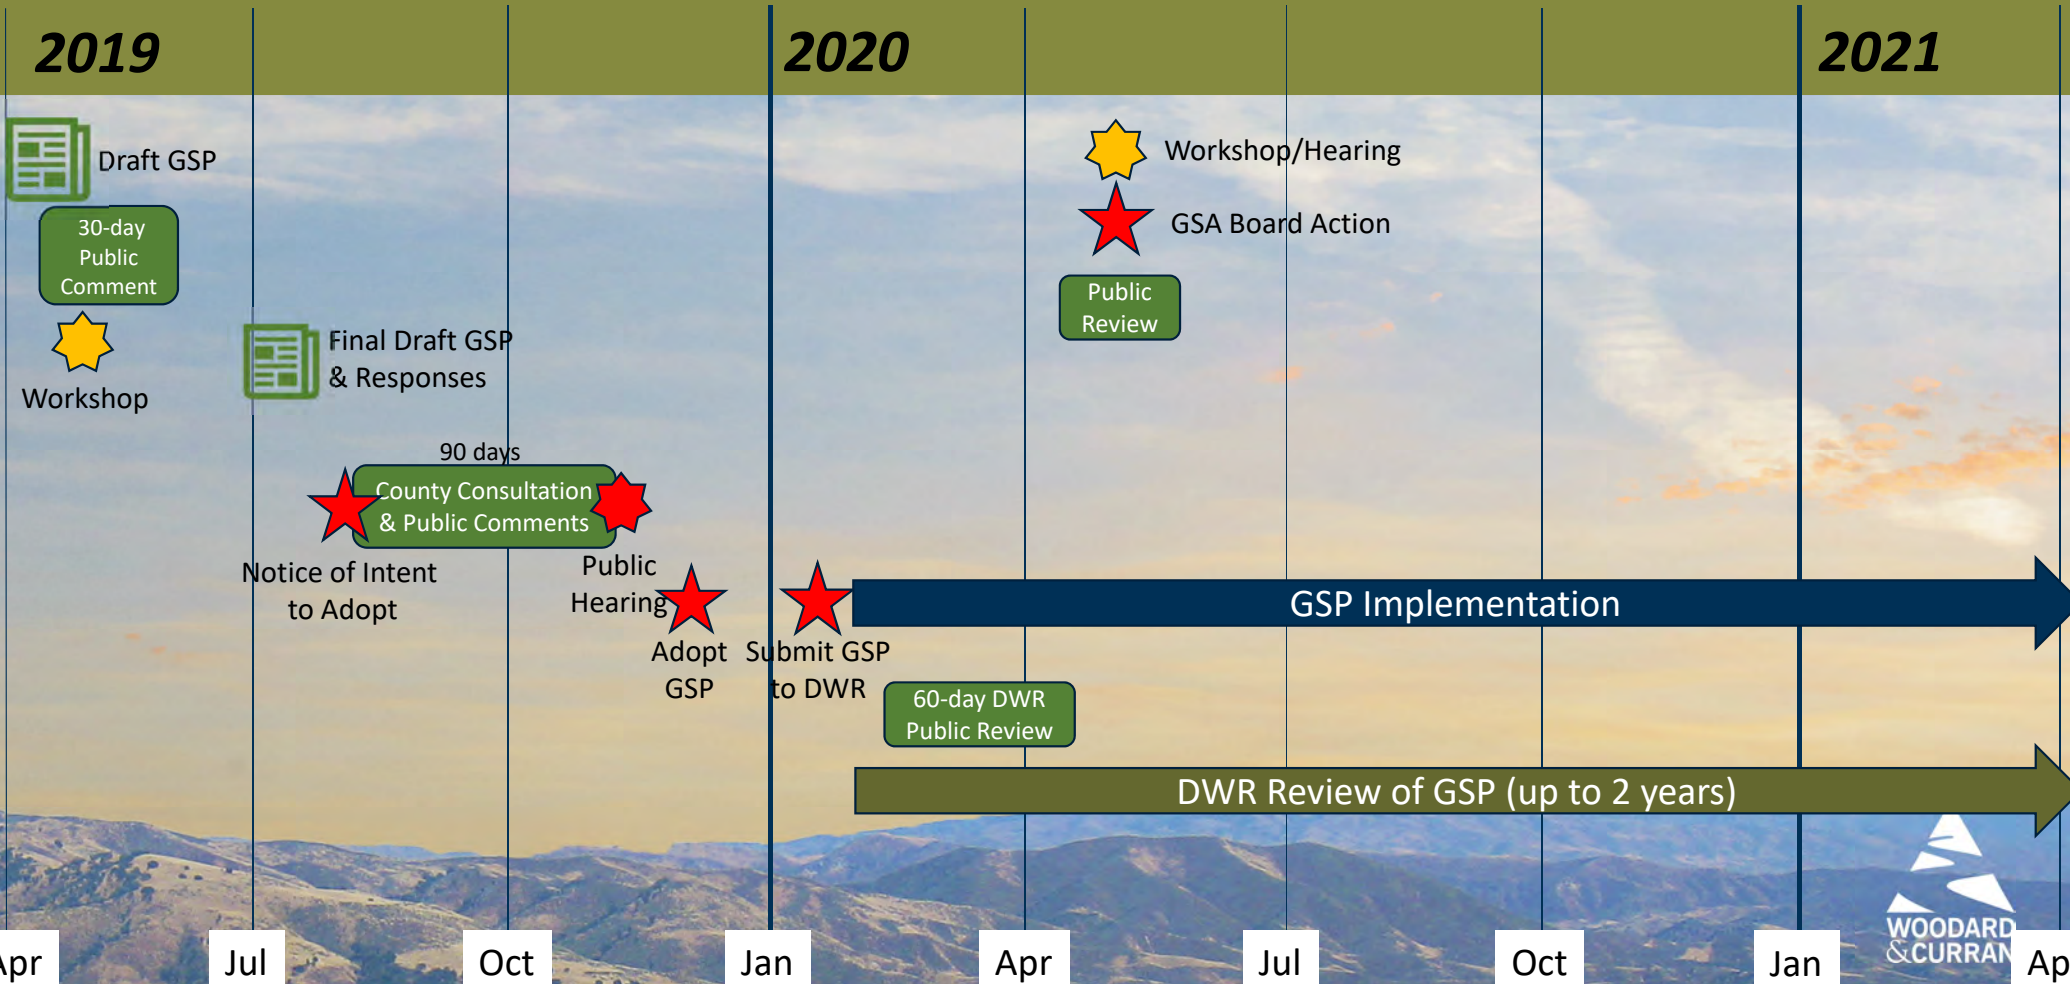 2019
2020
2021
Draft GSP
30-day
Public
Comment
Workshop
Final Draft GSP
& Responses
90 days
County Consultation
& Public Comments
Notice of Intent
to Adopt
Public
Hearing
Adopt
GSP
Submit GSP
to DWR
Workshop/Hearing
GSA Board Action
Public
Review
GSP Implementation
60-day DWR
Public Review
DWR Review of GSP (up to 2 years)
WOODARD
&CURRAN
Apr
Jul
Oct
Jan
Apr
Jul
Oct
Jan
Ap